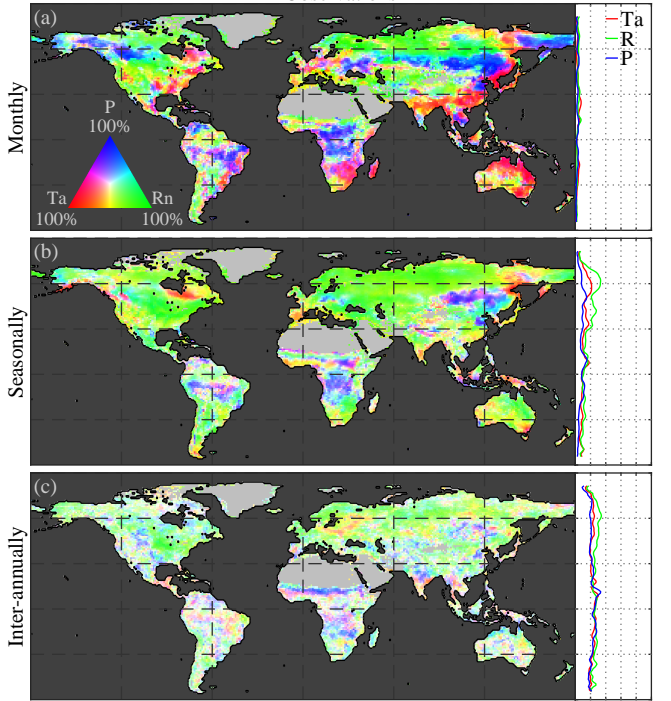 (a)
Ta
R
P
Monthly
P
100%
Ta
Rn
100%
100%
(b)
Seasonally
(c)
Inter-annually